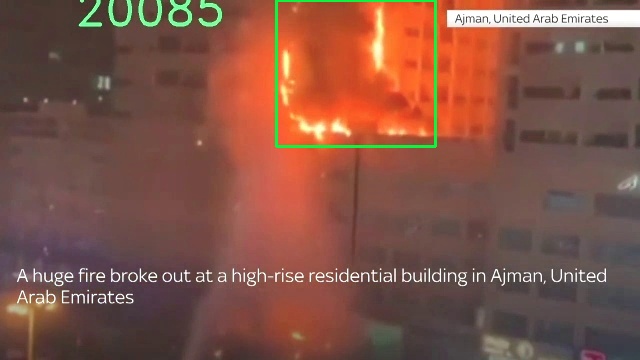 20085
Ajman, United Arab Emirates
A huge fire broke out at a high-rise residential building in Ajman, United
Arab Emirates